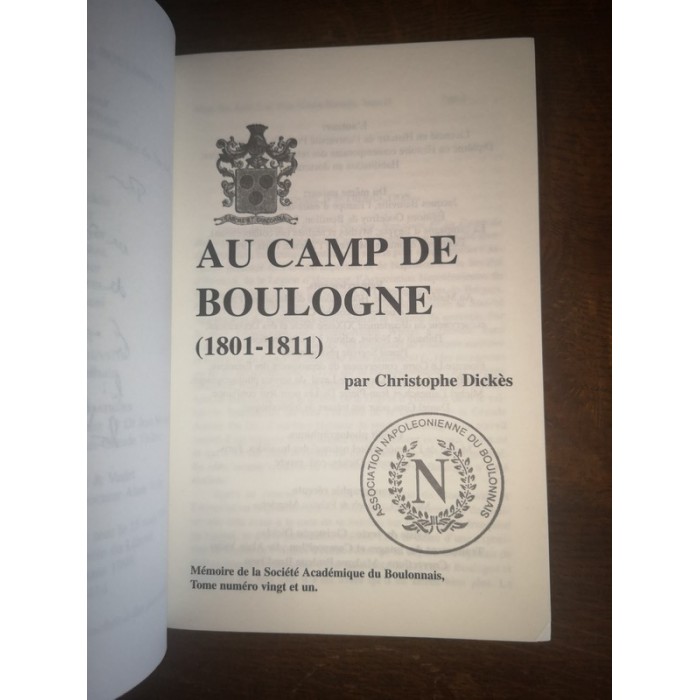 AU CAMP DE
BOULOGNE
(1801-1811)
par Christophe Dickès
ASSOCIATION NAPOLEONIENNE DU BOULONNAIS
N
Mémoire de la Société Académique du Boulonnais,
Tome numéro vingt et un.